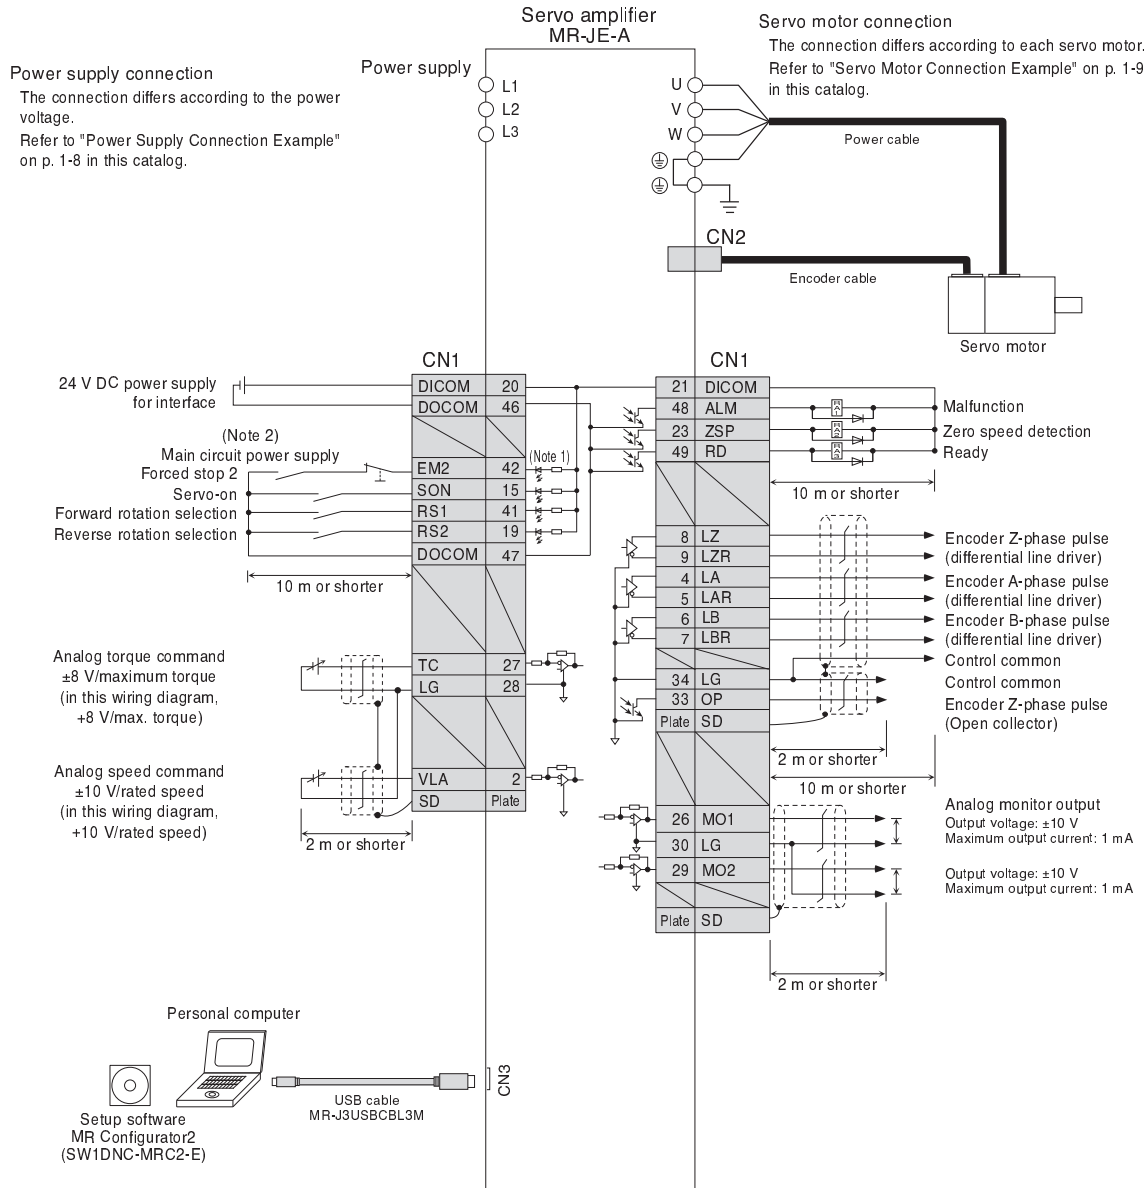 Servo amplifier
MR-JE-A
Power supply connection
The connection differs according to the power
voltage.
Refer to "Power Supply Connection Example"
on p. 1-8 in this catalog.
Power supply
L1
L2
L3
Servo motor connection
The connection differs according to each servo motor.
Refer to "Servo Motor Connection Example" on p. 1-9
in this catalog.
U
V
W
Power cable
CN2
Encoder cable
Servo motor
CN1
24 V DC power supply
for interface
DICOM 20
DOCOM 46
(Note 2)
Main circuit power supply
Forced stop 2
EM2 42
(Note 1)
Servo-on
SON 15
Forward rotation selection
RS1 41
Reverse rotation selection
RS2 19
DOCOM 47
10 m or shorter
Analog torque command
±8 V/maximum torque
(in this wiring diagram,
+8 V/max. torque)
TC 27
LG 28
Analog speed command
±10 V/rated speed
(in this wiring diagram,
+10 V/rated speed)
VLA 2
SD Plate
2 m or shorter
CN1
21 DICOM
48 ALM
RA1
Malfunction
23 ZSP
RA2
Zero speed detection
49 RD
RA3
Ready
10 m or shorter
8 LZ
Encoder Z-phase pulse
9 LZR
(differential line driver)
4 LA
Encoder A-phase pulse
5 LAR
(differential line driver)
6 LB
Encoder B-phase pulse
7 LBR
(differential line driver)
Control common
34 LG
Control common
33 OP
Encoder Z-phase pulse
(Open collector)
Plate SD
2 m or shorter
10 m or shorter
26 MO1
30 LG
29 MO2
Plate SD
Analog monitor output
Output voltage: ±10 V
Maximum output current: 1 mA
Output voltage: ±10 V
Maximum output current: 1 mA
2 m or shorter
Personal computer
Setup software
MR Configurator2
(SW1DNC-MRC2-E)
USB cable
MR-J3USBCBL3M
CN3